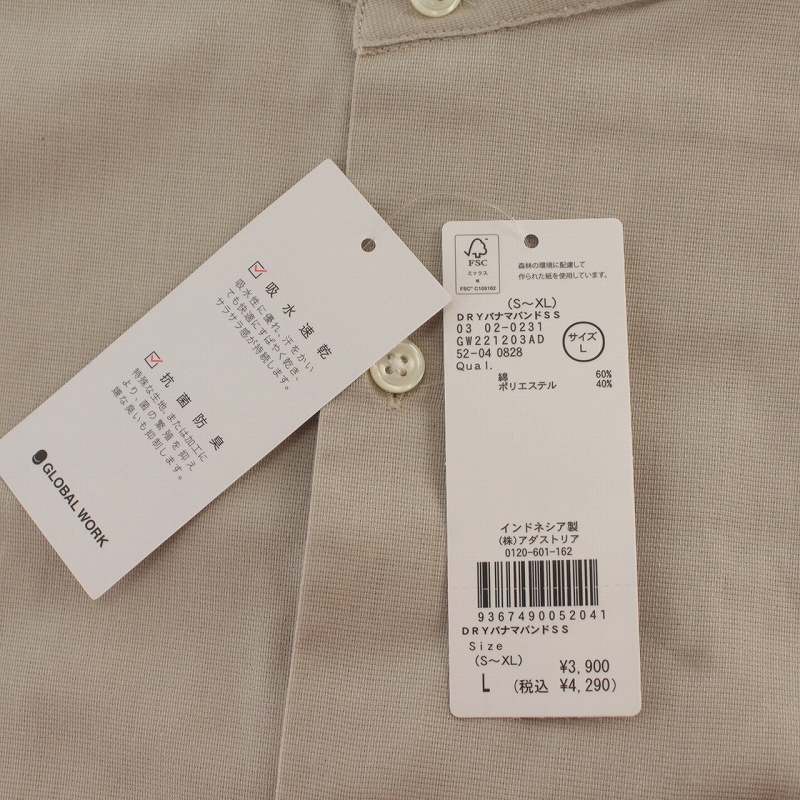 吸水速乾
吸水性に優れ、汗をかい
ても快適にすばやく乾き、
サラサラ感が持続します。
抗菌防臭
特殊な生地、または加工に
より、菌の繁殖を抑え
嫌な臭いも抑制します。
GLOBAL WORK
FSC
ミックス
紙
FSC™ C108162
森林の環境に配慮して
作られた紙を使用しています。
(S~XL)
DRYパナマバンドSS
03 02-0231
GW221203AD
52-04 0828
Qual.
サイズ
L
綿 60%
ポリエステル 40%
インドネシア製
(株)アダストリア
0120-601-162
9367490052041
DRYパナマバンドSS
Size
(S~XL)
L
¥3,900
(税込 ¥4,290)